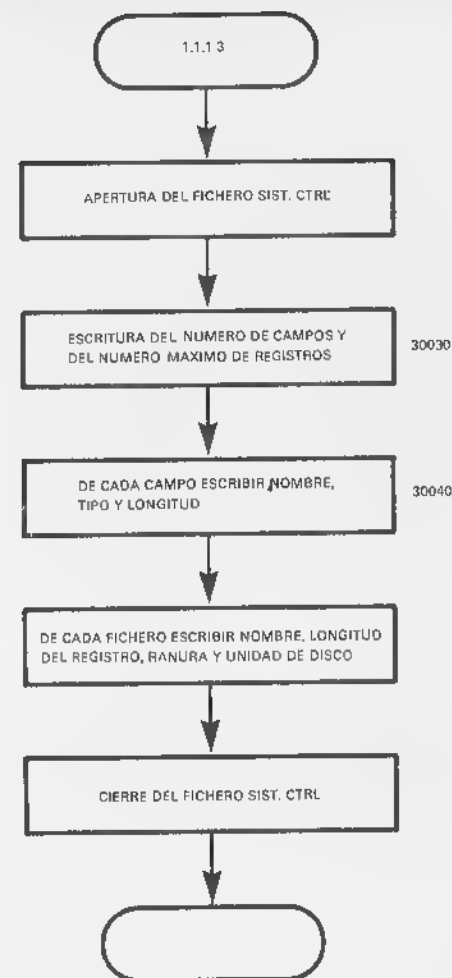 1.1.1 3
APERTURA DEL FICHERO SIST. CTRL
ESCRITURA DEL NUMERO DE CAMPOS Y
DEL NUMERO MAXIMO DE REGISTROS
30030
DE CADA CAMPO ESCRIBIR NOMBRE,
TIPO Y LONGITUD
30040
DE CADA FICHERO ESCRIBIR NOMBRE, LONGITUD
DEL REGISTRO, RANURA Y UNIDAD DE DISCO
CIERRE DEL FICHERO SIST. CTRL